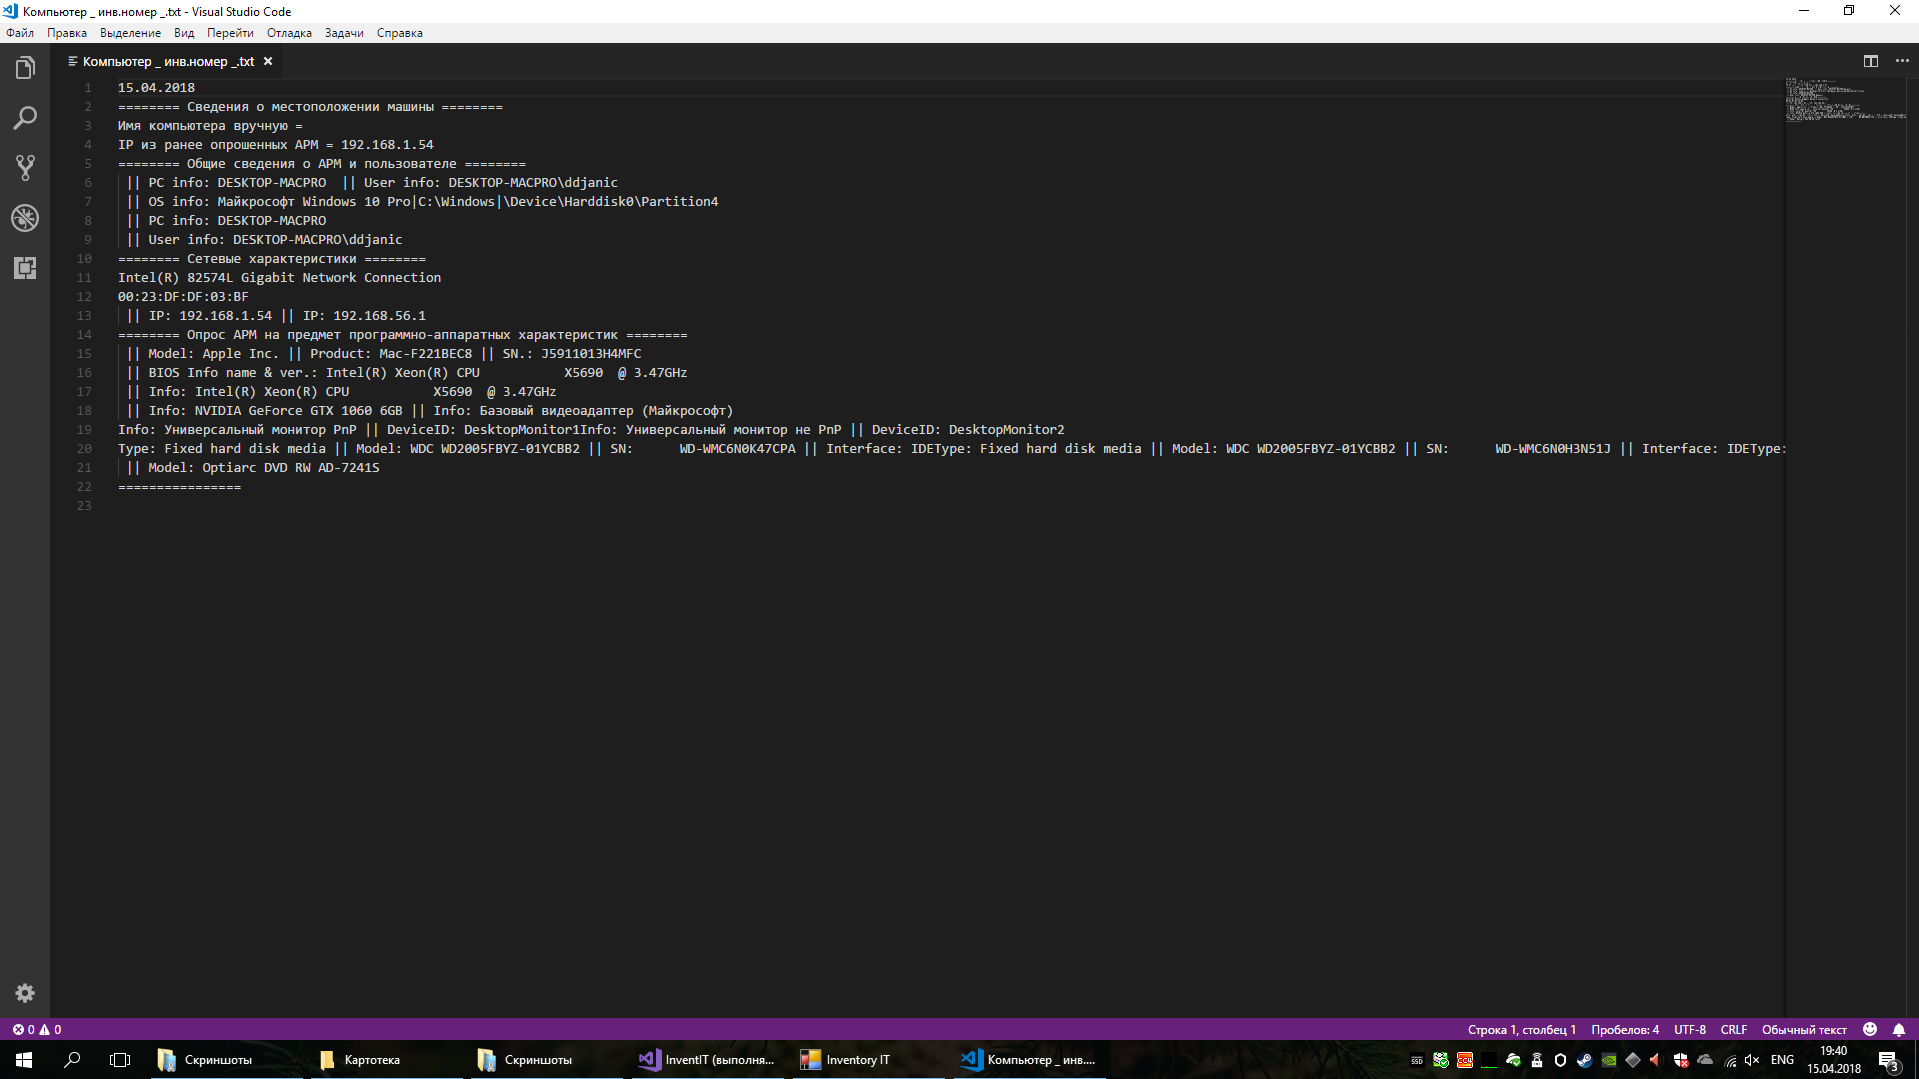 Компьютер _ инв.номер _.txt - Visual Studio Code
Файл Правка Выделение Вид Перейти Отладка Задачи Справка
Компьютер _ инв.номер _.txt
1 15.04.2018
2 ======== Сведения о местоположении машины ========
3 Имя компьютера вручную =
4 IP из ранее опрошенных АРМ = 192.168.1.54
5 ======== Общие сведения о АРМ и пользователе ========
6 || PC info: DESKTOP-MACPRO  || User info: DESKTOP-MACPRO\ddjanic
7 || OS info: Майкрософт Windows 10 Pro|C:\Windows|\Device\Harddisk0\Partition4
8 || PC info: DESKTOP-MACPRO
9 || User info: DESKTOP-MACPRO\ddjanic
10 ======== Сетевые характеристики ========
11 Intel(R) 82574L Gigabit Network Connection
12 00:23:DF:DF:03:BF
13 || IP: 192.168.1.54 || IP: 192.168.56.1
14 ======== Опрос АРМ на предмет программно-аппаратных характеристик ========
15 || Model: Apple Inc. || Product: Mac-F221BEC8 || SN.: J5911013H4MFC
16 || BIOS Info name & ver.: Intel(R) Xeon(R) CPU           X5690  @ 3.47GHz
17 || Info: Intel(R) Xeon(R) CPU           X5690  @ 3.47GHz
18 || Info: NVIDIA GeForce GTX 1060 6GB || Info: Базовый видеоадаптер (Майкрософт)
19 Info: Универсальный монитор PnP || DeviceID: DesktopMonitor1Info: Универсальный монитор не PnP || DeviceID: DesktopMonitor2
20 Type: Fixed hard disk media || Model: WDC WD2005FBYZ-01YCBB2 || SN:      WD-WMC6N0K47CPA || Interface: IDEType: Fixed hard disk media || Model: WDC WD2005FBYZ-01YCBB2 || SN:      WD-WMC6N0H3N51J || Interface: IDEType:
21 || Model: Optiarc DVD RW AD-7241S
22 ================
23
0 0 Строка 1, столбец 1 Пробелов: 4 UTF-8 CRLF Обычный текст
Скриншоты Картотека Скриншоты InventIT (выполня... Inventory IT Компьютер _ инв.... SSD ENG 19:40
15.04.2018 3